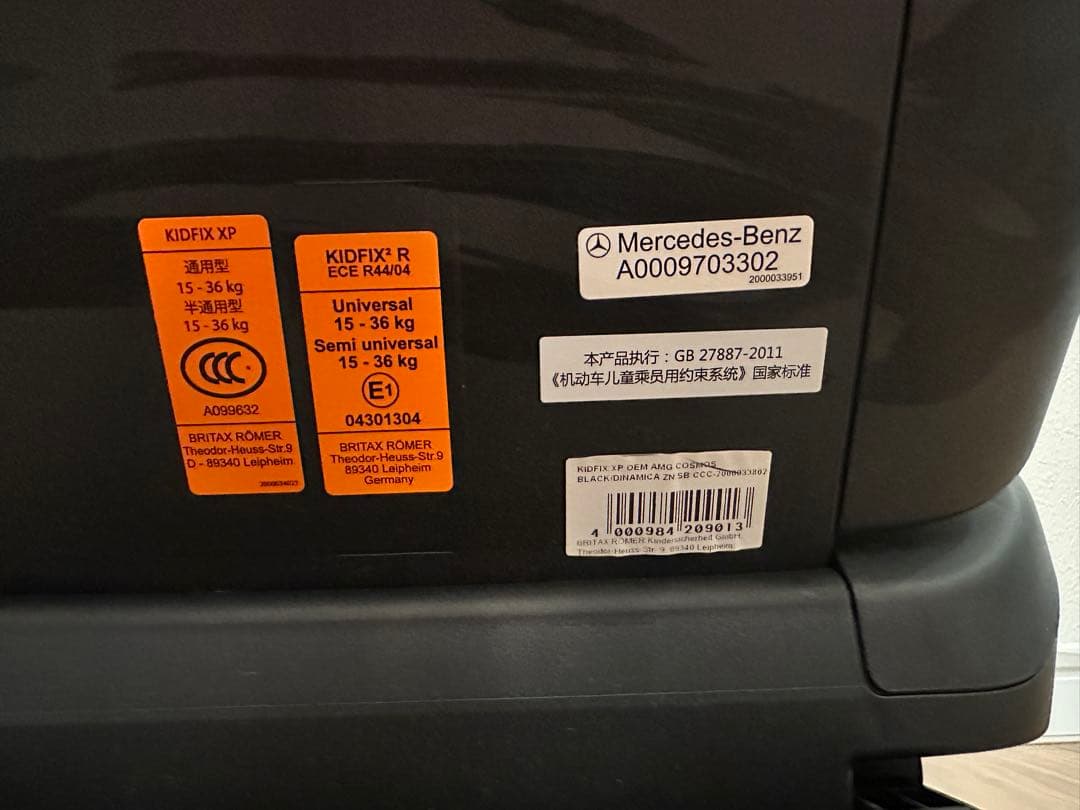 KIDFIX XP
通用型
15 - 36 kg
半通用型
15 - 36 kg
CCC
A099632
BRITAX RÖMER
Theodor-Heuss-Str.9
D - 89340 Leipheim
KIDFIX² R
ECE R44/04
Universal
15 - 36 kg
Semi universal
15 - 36 kg
E1
04301304
BRITAX RÖMER
Theodor-Heuss-Str.9
89340 Leipheim
Germany
Mercedes-Benz
A0009703302
2000033951
本产品执行：GB 27887-2011
《机动车儿童乘员用约束系统》国家标准
KIDFIX XP OEM AMG COSMOS
BLACK/DINAMICA ZN SB CCC-2000033802
4 000984 209013
BRITAX RÖMER Kindersicherheit GmbH
Theodor-Heuss-Str. 9, 89340 Leipheim